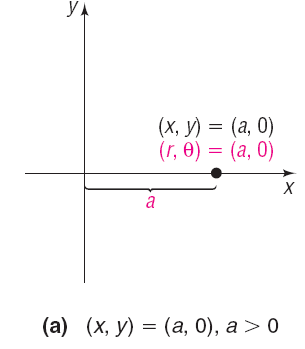 y
(x, y) = (a, 0)
(r, θ) = (a, 0)
x
a
(a) (x, y) = (a, 0), a > 0